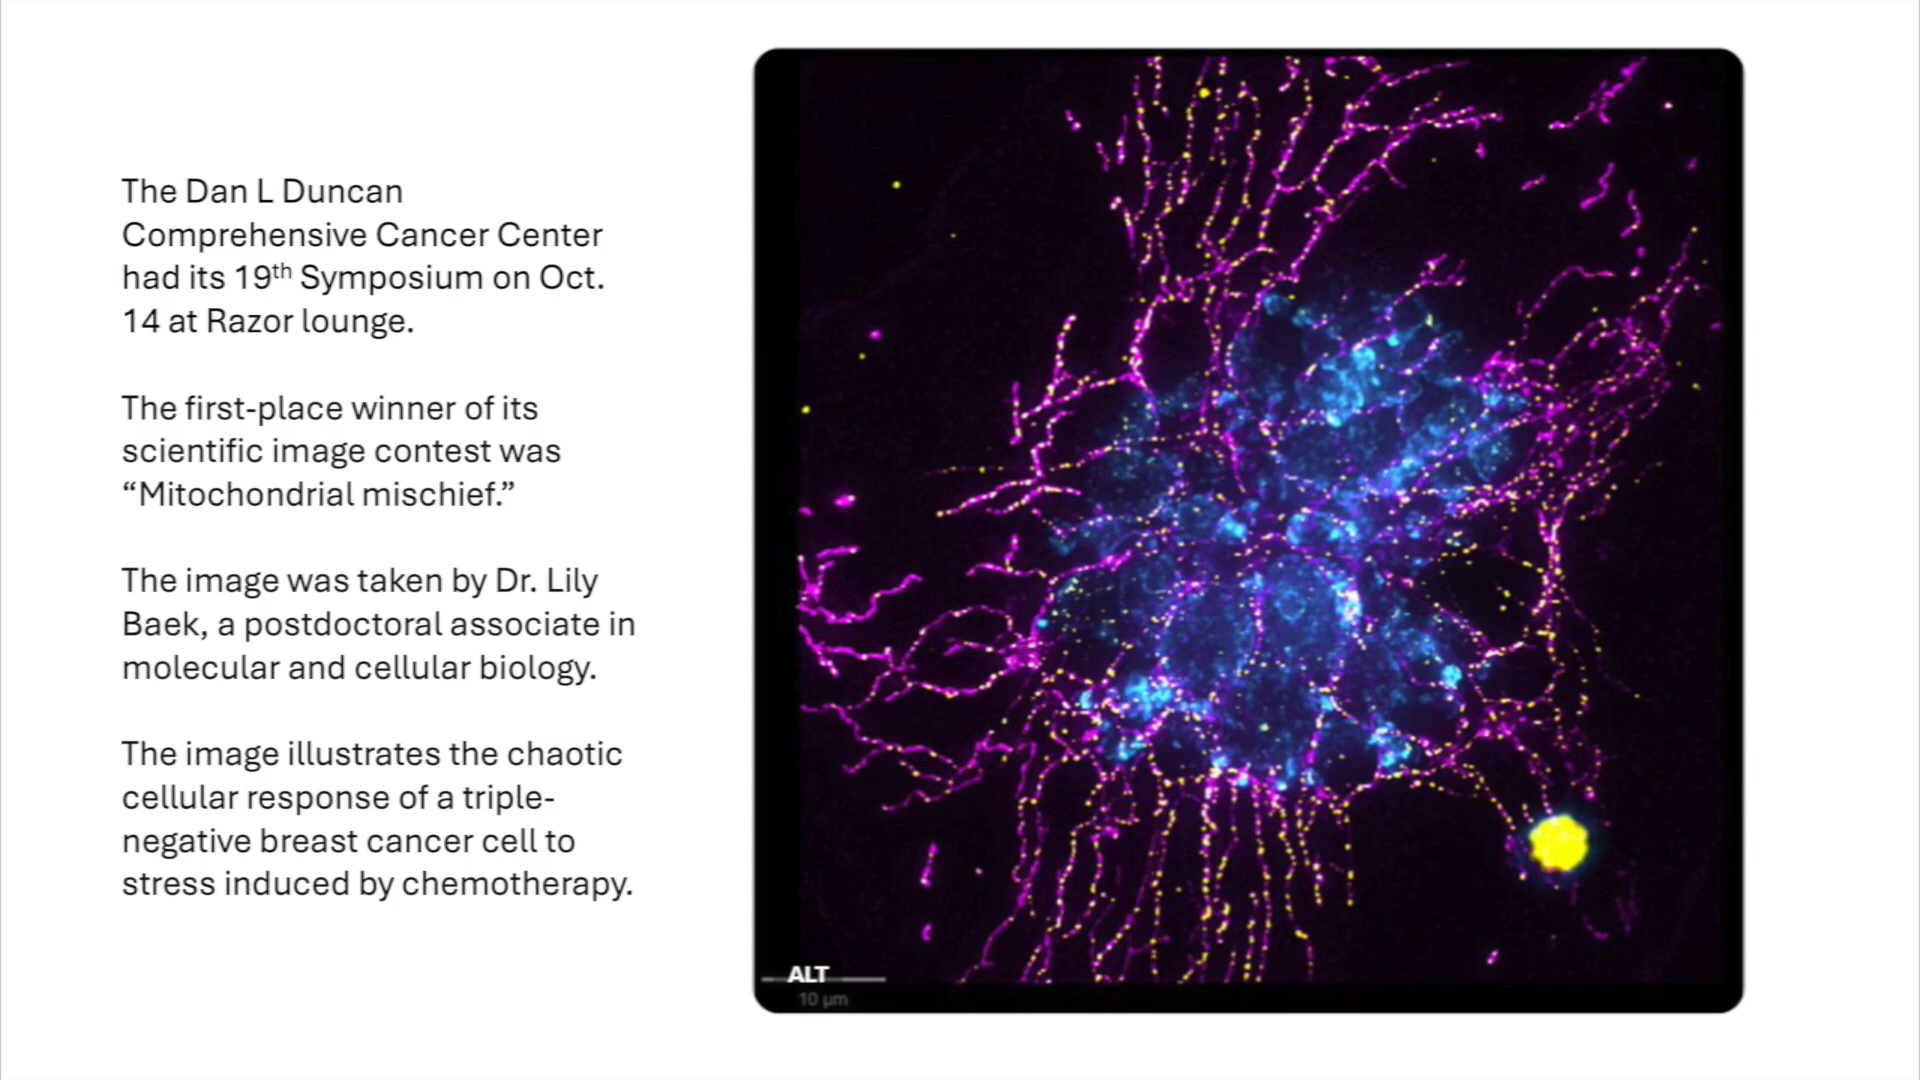 The Dan L Duncan
Comprehensive Cancer Center
had its 19th Symposium on Oct.
14 at Razor lounge.
The first-place winner of its
scientific image contest was
“Mitochondrial mischief.”
The image was taken by Dr. Lily
Baek, a postdoctoral associate in
molecular and cellular biology.
The image illustrates the chaotic
cellular response of a triple-
negative breast cancer cell to
stress induced by chemotherapy.
ALT
10 µm